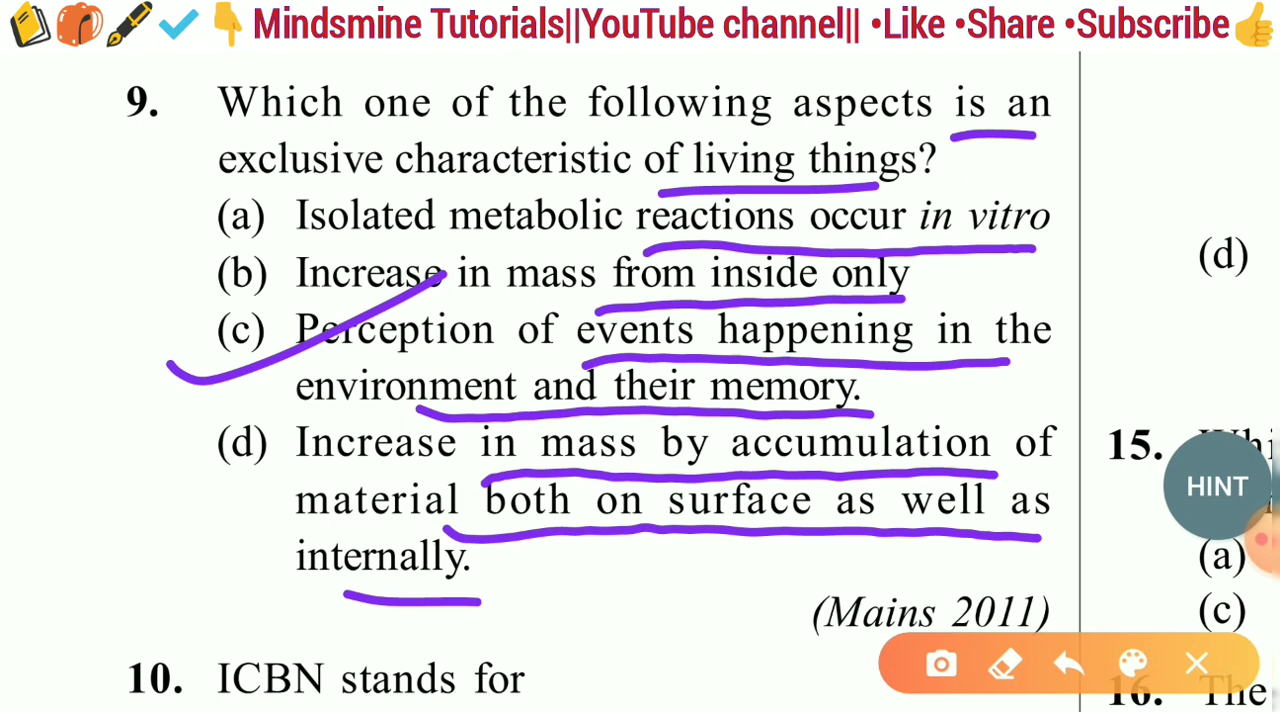 Mindsmine Tutorials||YouTube channel|| •Like •Share •Subscribe
9. Which one of the following aspects is an
exclusive characteristic of living things?
(a) Isolated metabolic reactions occur in vitro
(b) Increase in mass from inside only
(c) Perception of events happening in the
environment and their memory.
(d) Increase in mass by accumulation of
material both on surface as well as
internally.
(Mains 2011)
10. ICBN stands for
(d)
15.
HINT
(a)
(c)
16. The